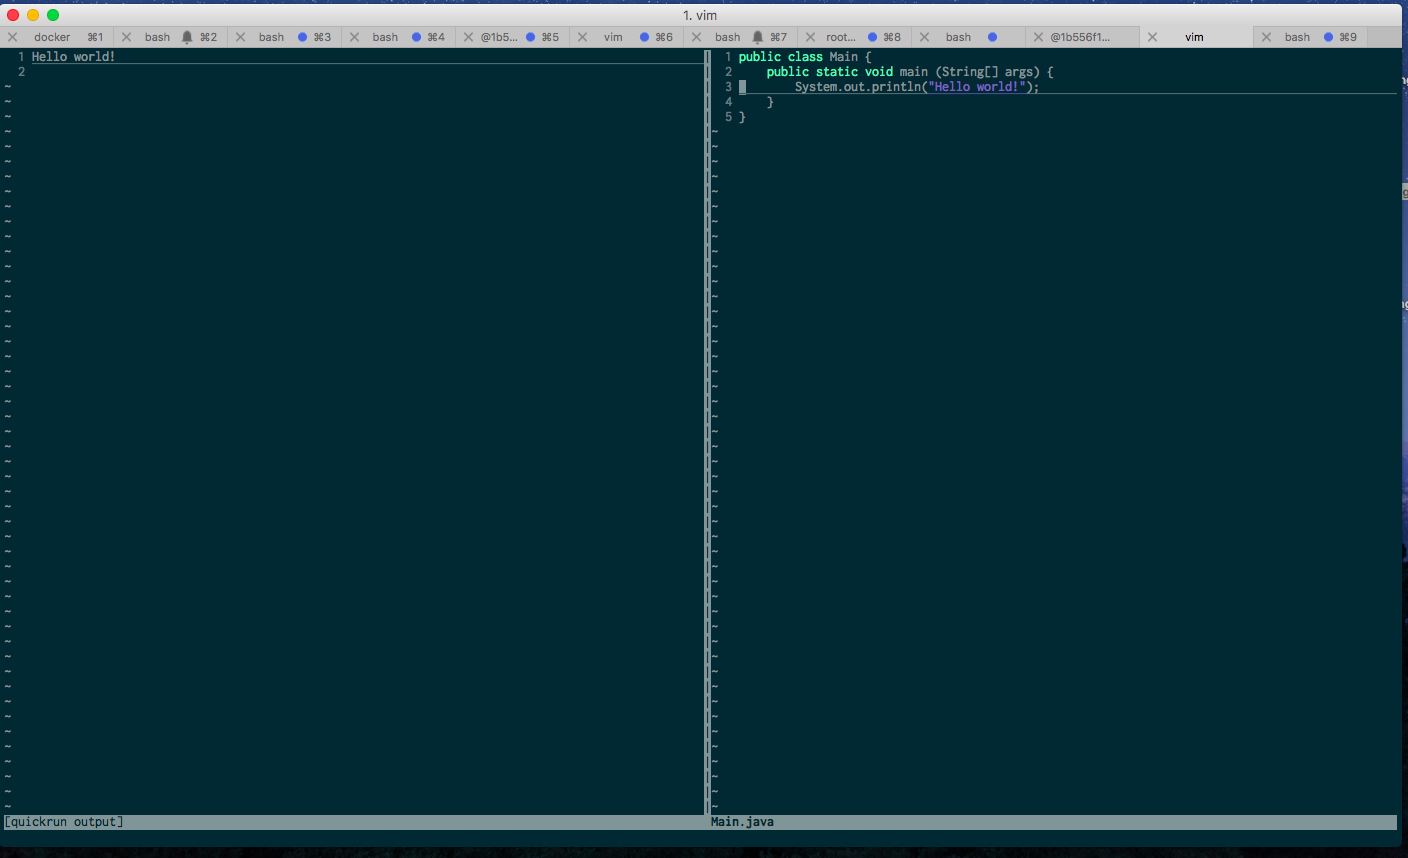 1. vim
docker ⌘1 bash ⌘2 bash ⌘3 bash ⌘4 @1b5... ⌘5 vim ⌘6 bash ⌘7 root... ⌘8 bash @1b556f1... vim bash ⌘9
1 Hello world!
2
1 public class Main {
2     public static void main (String[] args) {
3         System.out.println("Hello world!");
4     }
5 }
[quickrun output]
Main.java